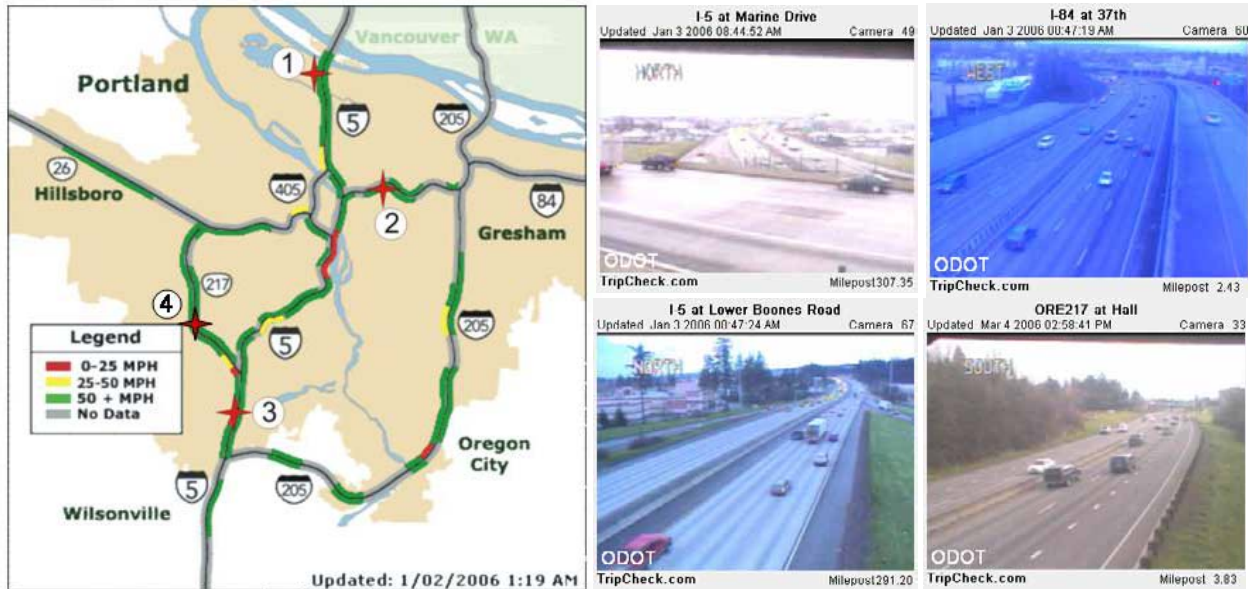 Vancouver WA
1
Portland
5
205
26
Hillsboro
405
84
2
Gresham
217
4
5
205
Legend
0-25 MPH
25-50 MPH
50 + MPH
No Data
3
Oregon
City
5
205
Wilsonville
Updated: 1/02/2006 1:19 AM
I-5 at Marine Drive
Updated Jan 3 2006 08:44:52 AM Camera 49
NORTH
ODOT
TripCheck.com Milepost307.35
I-84 at 37th
Updated Jan 3 2006 00:47:19 AM Camera 60
WEST
ODOT
TripCheck.com Milepost 2.43
I-5 at Lower Boones Road
Updated Jan 3 2006 00:47:24 AM Camera 67
NORTH
ODOT
TripCheck.com Milepost291.20
ORE217 at Hall
Updated Mar 4 2006 02:58:41 PM Camera 33
SOUTH
ODOT
TripCheck.com Milepost 3.83